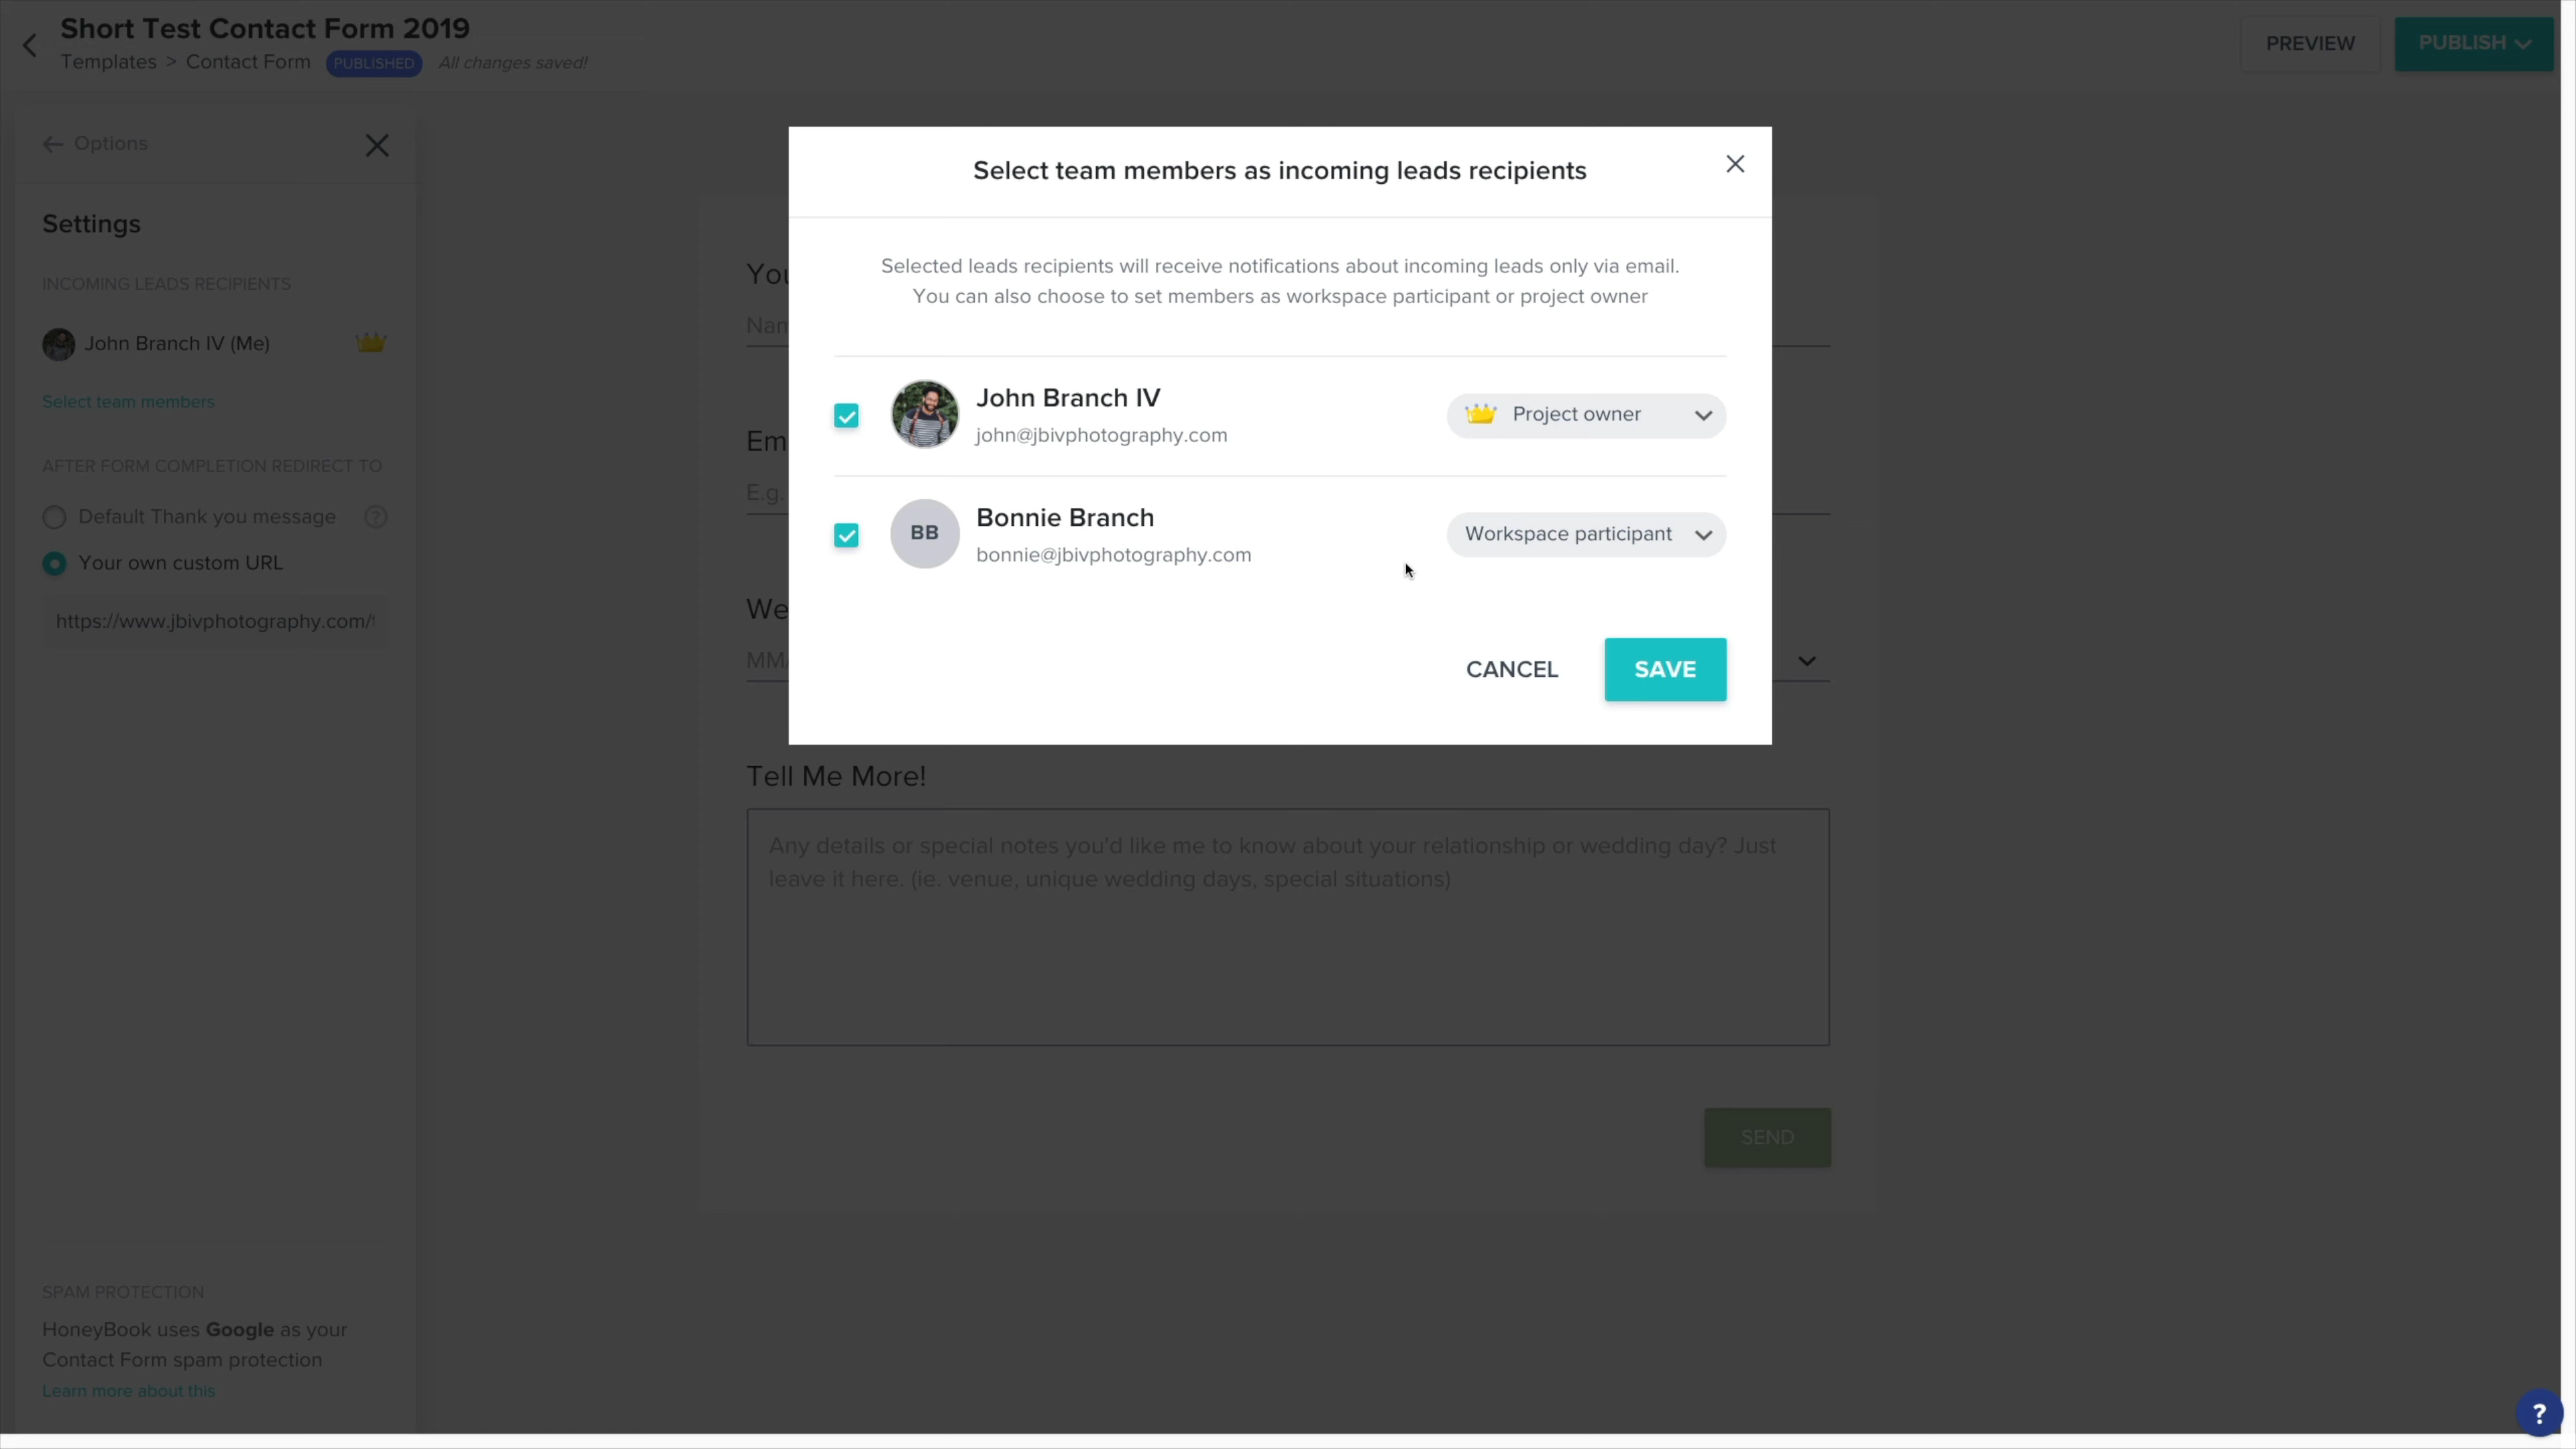 Short Test Contact Form 2019
Templates > Contact Form PUBLISHED All changes saved!
PREVIEW
PUBLISH
Options
Settings
INCOMING LEADS RECIPIENTS
John Branch IV (Me)
Select team members
AFTER FORM COMPLETION REDIRECT TO
Default Thank you message ?
Your own custom URL
https://www.jbivphotography.com/
SPAM PROTECTION
HoneyBook uses Google as your
Contact Form spam protection
Learn more about this
Select team members as incoming leads recipients
Selected leads recipients will receive notifications about incoming leads only via email.
You can also choose to set members as workspace participant or project owner
John Branch IV
john@jbivphotography.com
Project owner
BB
Bonnie Branch
bonnie@jbivphotography.com
Workspace participant
CANCEL
SAVE
You
Nam
Em
E.g.
We
MM/
Tell Me More!
Any details or special notes you'd like me to know about your relationship or wedding day? Just
leave it here. (ie. venue, unique wedding days, special situations)
SEND
?